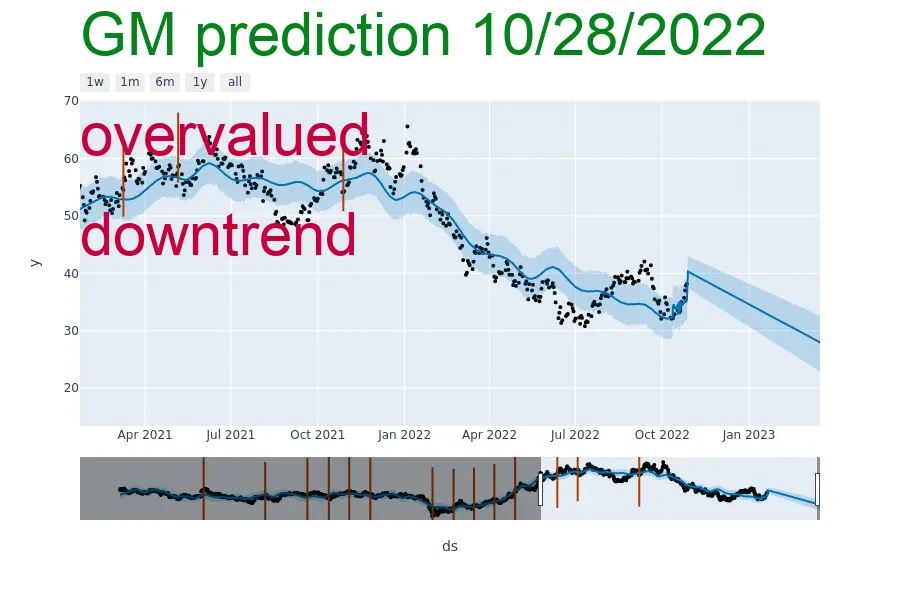 GM prediction 10/28/2022
1w 1m 6m 1y all
70
overvalued
60
50
downtrend
y
40
30
20
Apr 2021 Jul 2021 Oct 2021 Jan 2022 Apr 2022 Jul 2022 Oct 2022 Jan 2023
ds